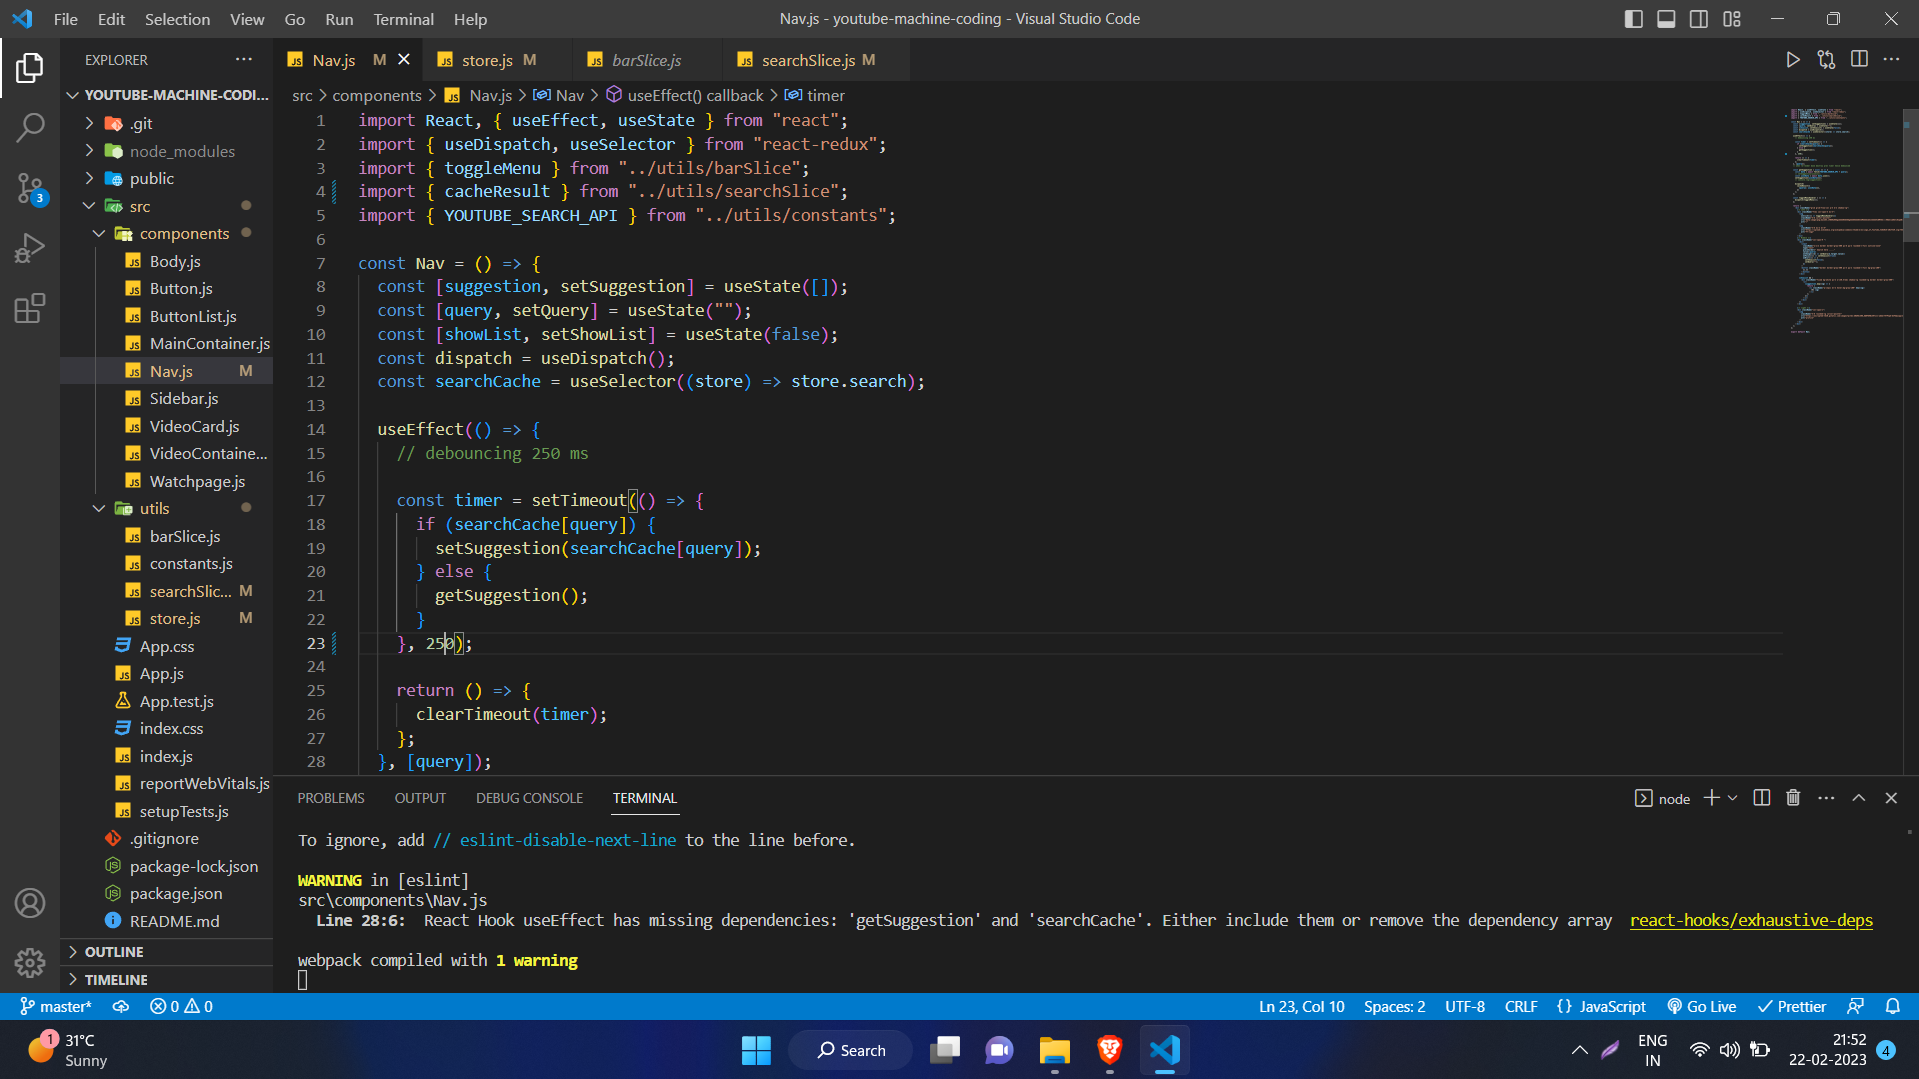 File Edit Selection View Go Run Terminal Help
Nav.js - youtube-machine-coding - Visual Studio Code
EXPLORER
YOUTUBE-MACHINE-CODI...
.git
node_modules
public
src
components
Body.js
Button.js
ButtonList.js
MainContainer.js
Nav.js M
Sidebar.js
VideoCard.js
VideoContaine...
Watchpage.js
utils
barSlice.js
constants.js
searchSlic... M
store.js M
App.css
App.js
App.test.js
index.css
index.js
reportWebVitals.js
setupTests.js
.gitignore
package-lock.json
package.json
README.md
OUTLINE
TIMELINE
3
Nav.js M store.js M barSlice.js searchSlice.js M
src > components > Nav.js > Nav > useEffect() callback > timer
1 import React, { useEffect, useState } from "react";
2 import { useDispatch, useSelector } from "react-redux";
3 import { toggleMenu } from "../utils/barSlice";
4 import { cacheResult } from "../utils/searchSlice";
5 import { YOUTUBE_SEARCH_API } from "../utils/constants";
6
7 const Nav = () => {
8 const [suggestion, setSuggestion] = useState([]);
9 const [query, setQuery] = useState("");
10 const [showList, setShowList] = useState(false);
11 const dispatch = useDispatch();
12 const searchCache = useSelector((store) => store.search);
13
14 useEffect(() => {
15 // debouncing 250 ms
16
17 const timer = setTimeout(() => {
18 if (searchCache[query]) {
19 setSuggestion(searchCache[query]);
20 } else {
21 getSuggestion();
22 }
23 }, 250);
24
25 return () => {
26 clearTimeout(timer);
27 };
28 }, [query]);
PROBLEMS OUTPUT DEBUG CONSOLE TERMINAL
node
To ignore, add // eslint-disable-next-line to the line before.
WARNING in [eslint]
src\components\Nav.js
Line 28:6: React Hook useEffect has missing dependencies: 'getSuggestion' and 'searchCache'. Either include them or remove the dependency array react-hooks/exhaustive-deps
webpack compiled with 1 warning
master* 0 0 Ln 23, Col 10 Spaces: 2 UTF-8 CRLF {} JavaScript Go Live Prettier
1 31°C
Sunny
Search
ENG
IN
21:52
22-02-2023
4